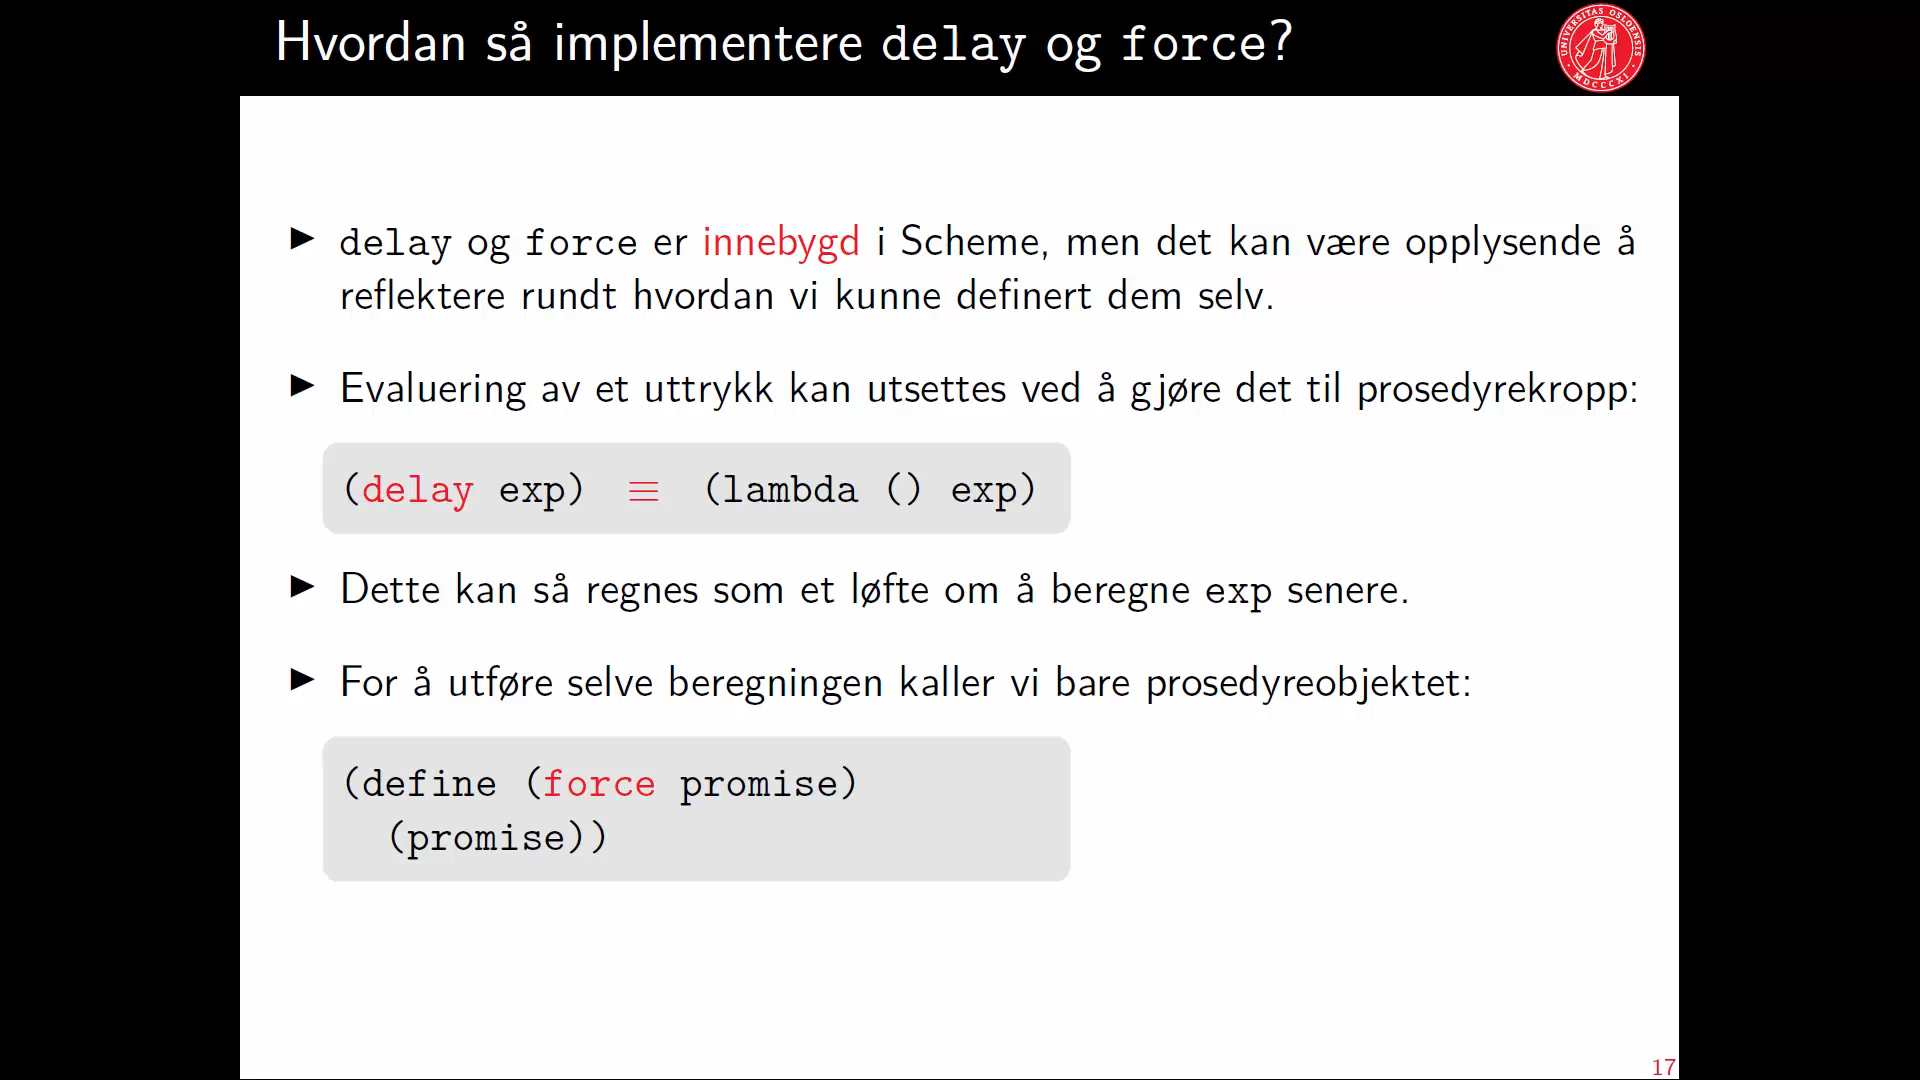 Hvordan så implementere delay og force?
UNIVERSITAS OSLOENSIS
MDCCCXI
▶ delay og force er innebygd i Scheme, men det kan være opplysende å
reflektere rundt hvordan vi kunne definert dem selv.
▶ Evaluering av et uttrykk kan utsettes ved å gjøre det til prosedyrekropp:
(delay exp) ≡ (lambda () exp)
▶ Dette kan så regnes som et løfte om å beregne exp senere.
▶ For å utføre selve beregningen kaller vi bare prosedyreobjektet:
(define (force promise)
(promise))
17